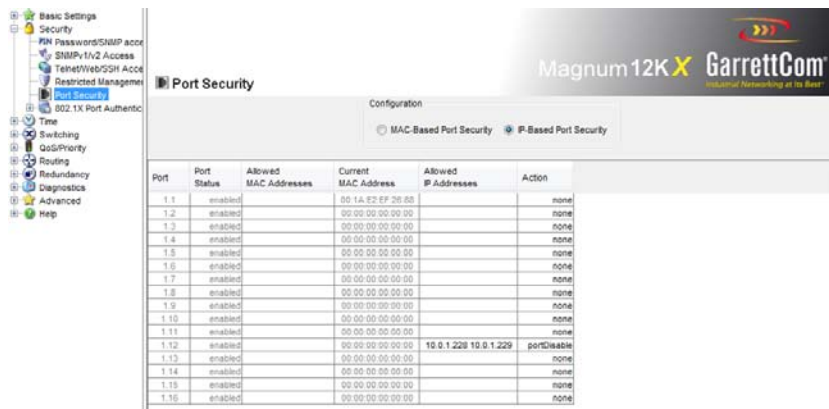 Basic Settings
Security
PIN Password/SNMP acce
SNMPv1/v2 Access
Telnet/Web/SSH Acce
Restricted Managemen
Port Security
802.1X Port Authentic
Time
Switching
QoS/Priority
Routing
Redundancy
Diagnostics
Advanced
Help
Port Security
Magnum 12K X GarrettCom
Industrial Networking at its Best
Configuration
MAC-Based Port Security IP-Based Port Security
Port Port Status Allowed MAC Addresses Current MAC Address Allowed IP Addresses Action
1.1 enabled 00:1A:E2:EF:26:88 none
1.2 enabled 00:00:00:00:00:00 none
1.3 enabled 00:00:00:00:00:00 none
1.4 enabled 00:00:00:00:00:00 none
1.5 enabled 00:00:00:00:00:00 none
1.6 enabled 00:00:00:00:00:00 none
1.7 enabled 00:00:00:00:00:00 none
1.8 enabled 00:00:00:00:00:00 none
1.9 enabled 00:00:00:00:00:00 none
1.10 enabled 00:00:00:00:00:00 none
1.11 enabled 00:00:00:00:00:00 none
1.12 enabled 00:00:00:00:00:00 10.0.1.228 10.0.1.229 portDisable
1.13 enabled 00:00:00:00:00:00 none
1.14 enabled 00:00:00:00:00:00 none
1.15 enabled 00:00:00:00:00:00 none
1.16 enabled 00:00:00:00:00:00 none